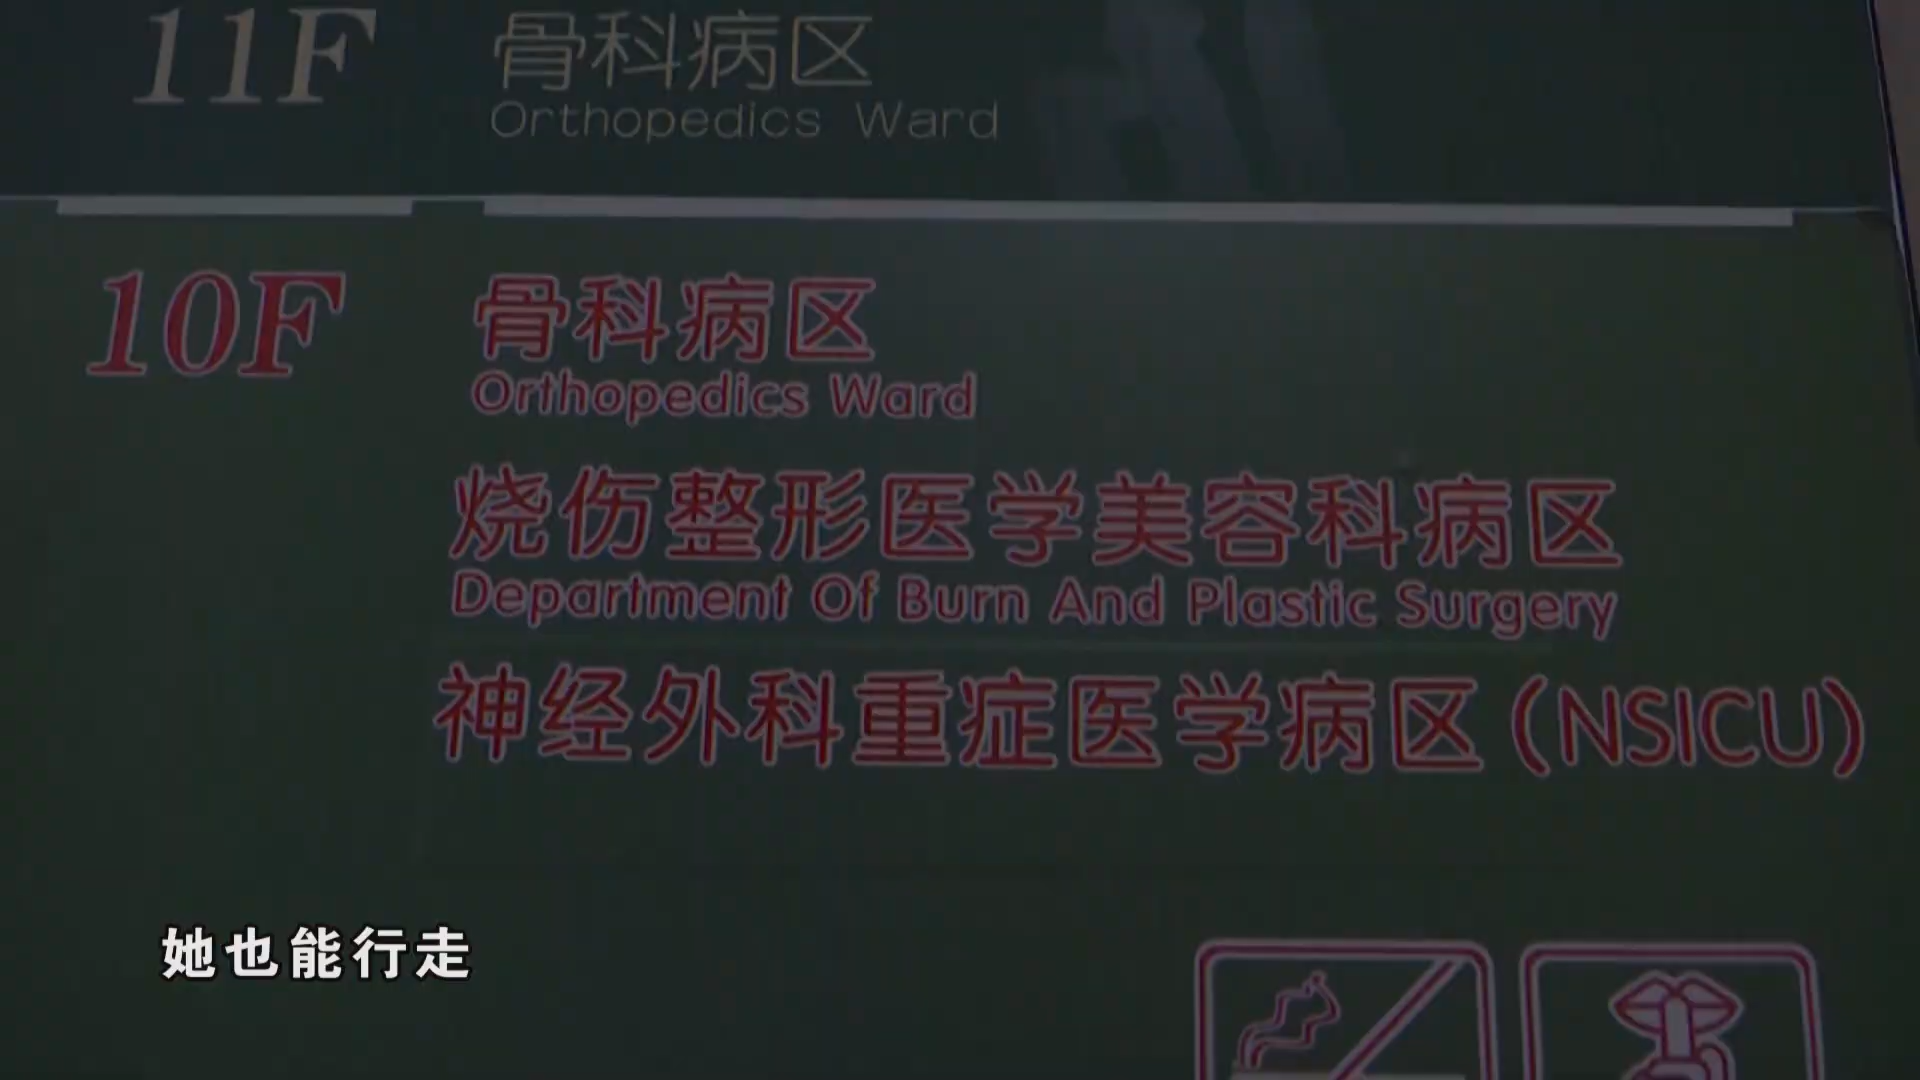 11F 骨科病区
Orthopedics Ward
10F 骨科病区
Orthopedics Ward
烧伤整形医学美容科病区
Department Of Burn And Plastic Surgery
神经外科重症医学病区(NSICU)
她也能行走